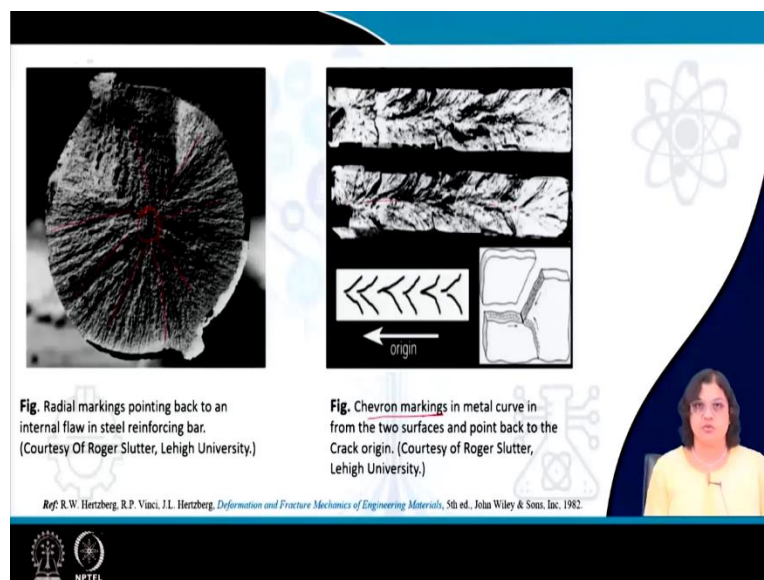 origin
Fig. Radial markings pointing back to an
internal flaw in steel reinforcing bar.
(Courtesy Of Roger Slutter, Lehigh University.)
Fig. Chevron markings in metal curve in
from the two surfaces and point back to the
Crack origin. (Courtesy of Roger Slutter,
Lehigh University.)
Ref: R.W. Hertzberg, R.P. Vinci, J.L. Hertzberg, Deformation and Fracture Mechanics of Engineering Materials, 5th ed., John Wiley & Sons, Inc, 1982.
NPTEL